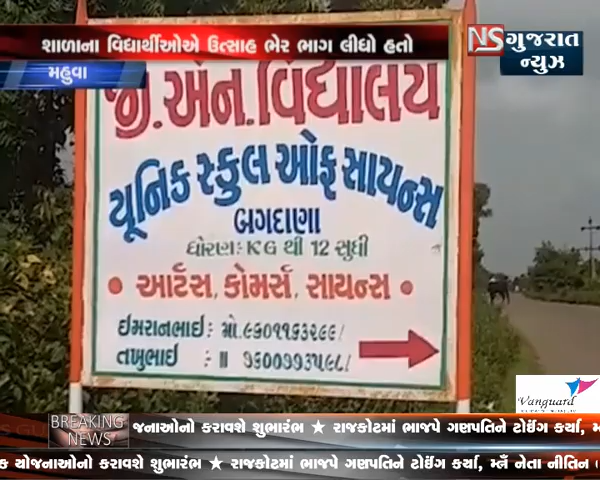 શાળાના વિદ્યાર્થીઓએ ઉત્સાહ ભેર ભાગ લીધો હતો
મહુવા
NS ગુજરાત
ન્યુઝ
જી.એન.વિદ્યાલય
યૂનિક સ્કુલ ઓફ સાયન્સ
બગદાણા
ધોરણ:-KG થી 12 સુધી
• આર્ટસ, કોમર્સ, સાયન્સ •
ઈમરાનભાઈ : મો.
તખુભાઈ : ॥
Vanguard
BREAKING
NEWS
જનાઓનો કરાવશે શુભારંભ ★ રાજકોટમાં ભાજપે ગણપતિને ટોઈંગ કર્યા,
ક યોજનાઓનો કરાવશે શુભારંભ ★ રાજકોટમાં ભાજપે ગણપતિને ટોઈંગ કર્યા, નેતા નીતિન